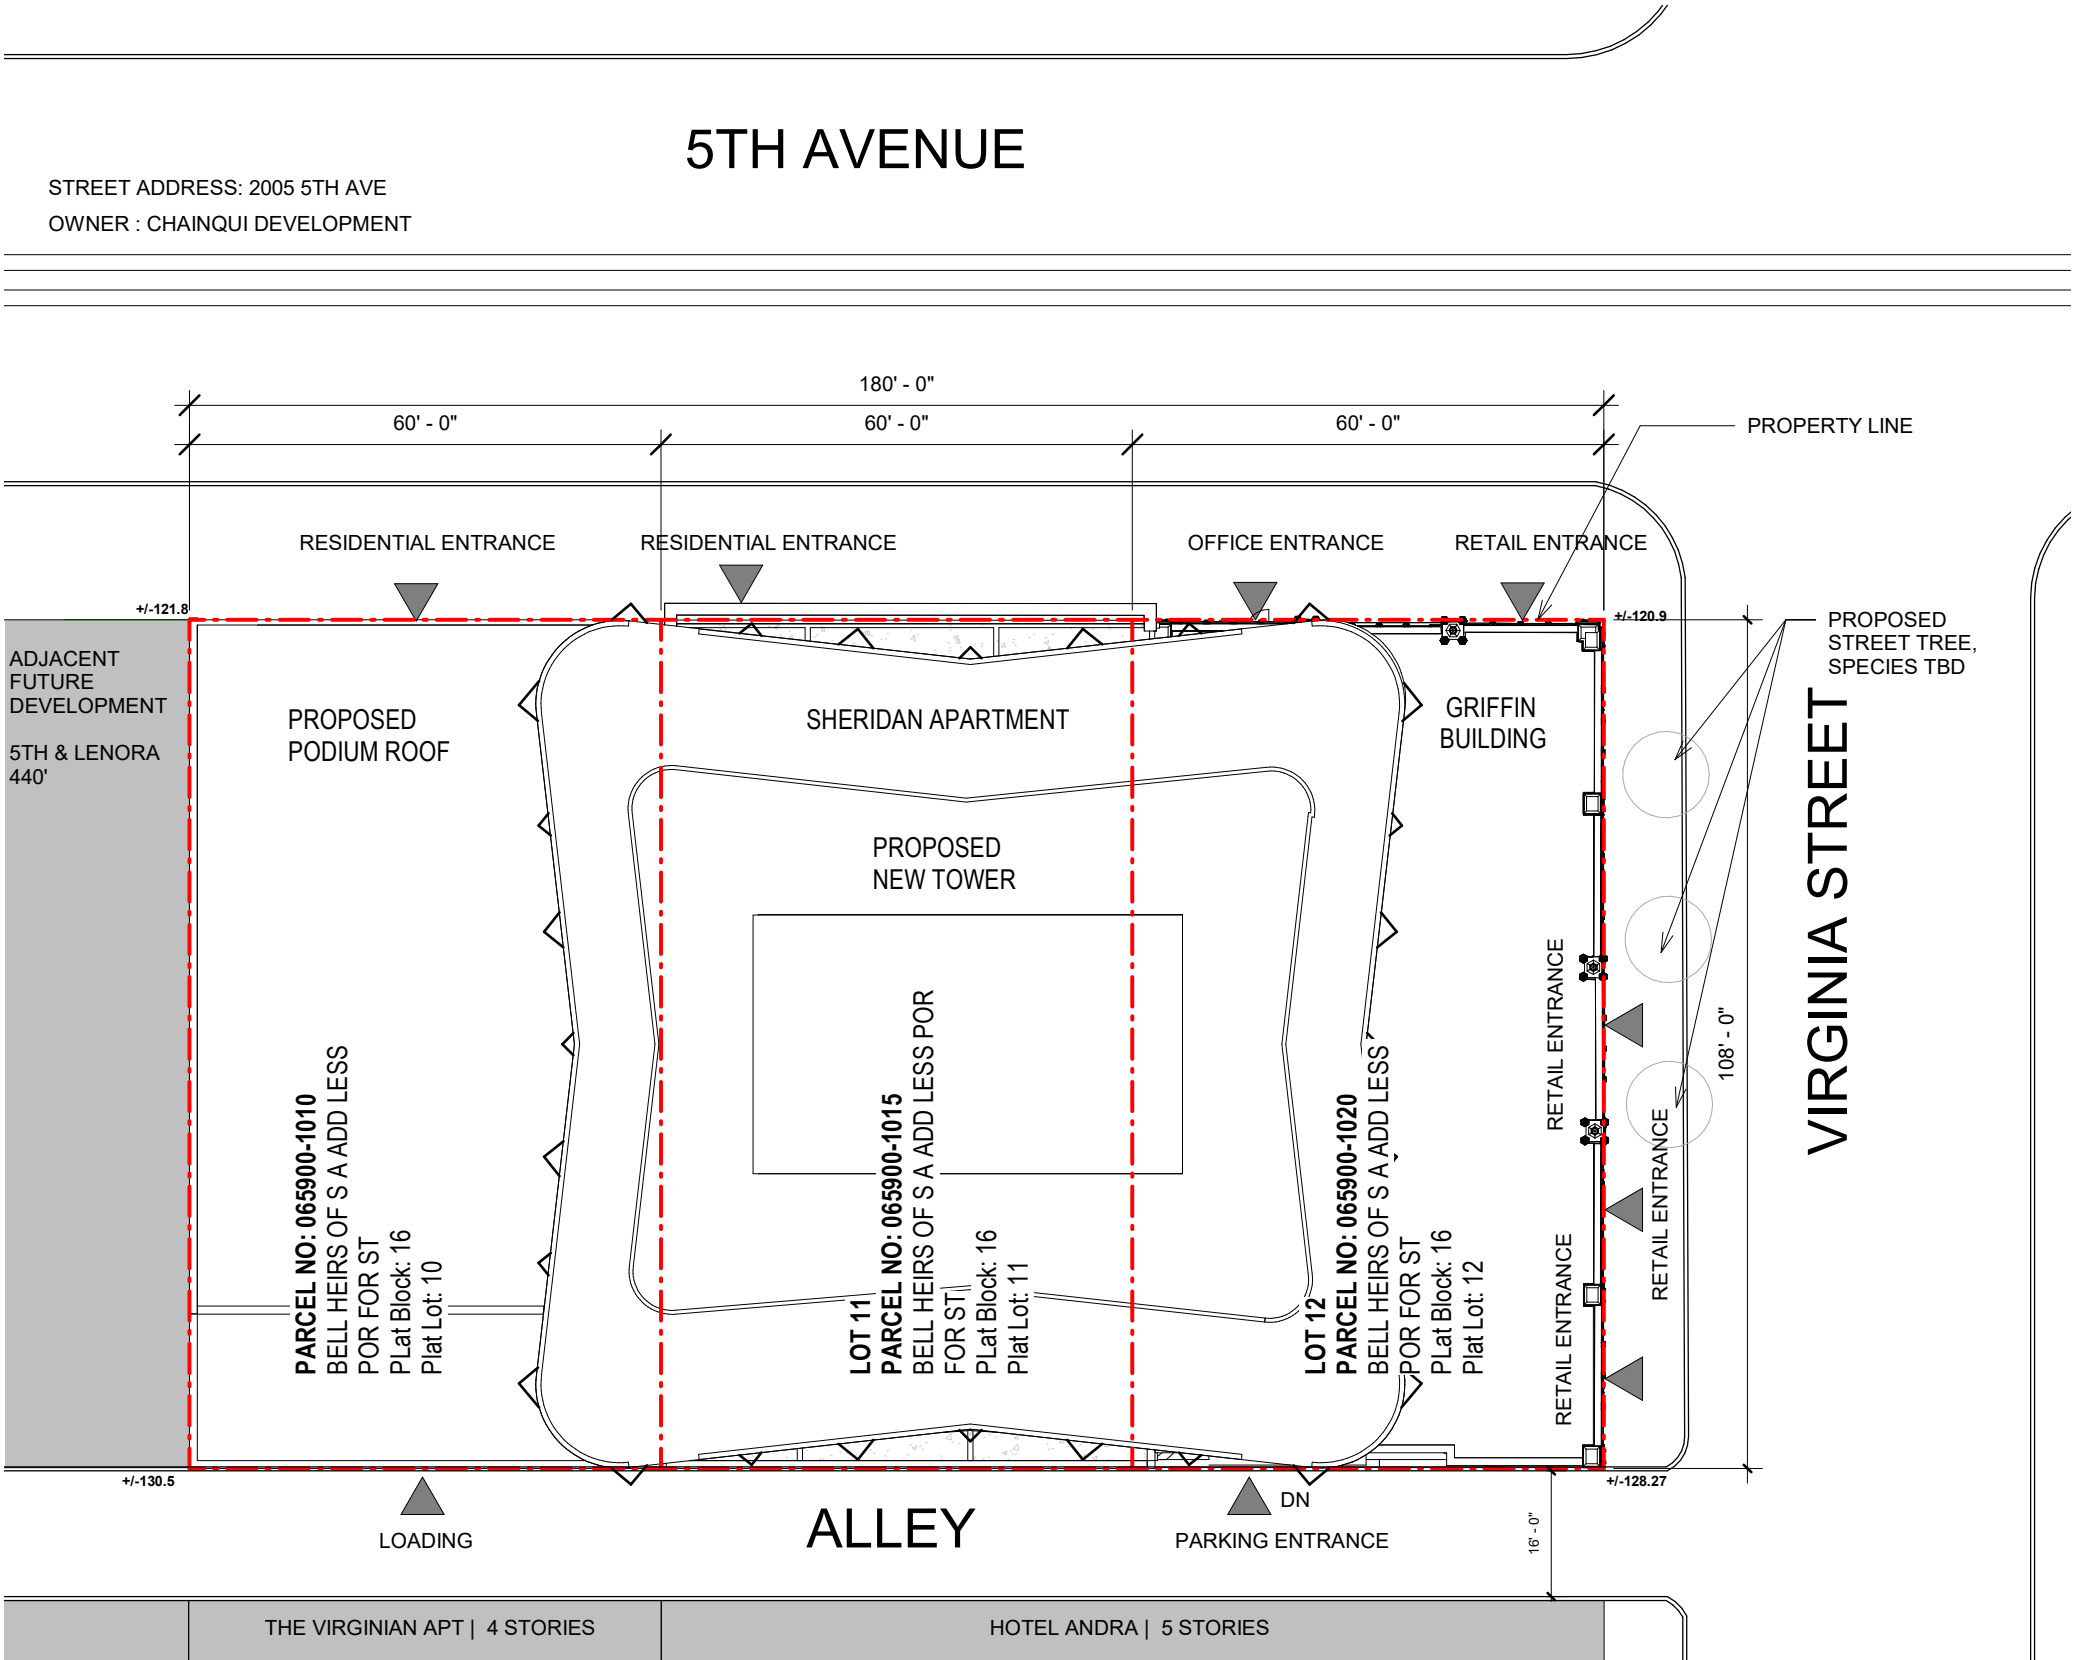 5TH AVENUE
STREET ADDRESS: 2005 5TH AVE
OWNER : CHAINQUI DEVELOPMENT
180' - 0"
60' - 0"
60' - 0"
60' - 0"
PROPERTY LINE
RESIDENTIAL ENTRANCE
RESIDENTIAL ENTRANCE
OFFICE ENTRANCE
RETAIL ENTRANCE
+/-121.8
+/-120.9
PROPOSED
STREET TREE,
SPECIES TBD
ADJACENT
FUTURE
DEVELOPMENT
5TH & LENORA
440'
PROPOSED
PODIUM ROOF
SHERIDAN APARTMENT
GRIFFIN
BUILDING
PROPOSED
NEW TOWER
VIRGINIA STREET
108' - 0"
RETAIL ENTRANCE
RETAIL ENTRANCE
RETAIL ENTRANCE
PARCEL NO: 065900-1010
BELL HEIRS OF S A ADD LESS
POR FOR ST
PLat Block: 16
Plat Lot: 10
LOT 11
PARCEL NO: 065900-1015
BELL HEIRS OF S A ADD LESS POR
FOR ST
PLat Block: 16
Plat Lot: 11
LOT 12
PARCEL NO: 065900-1020
BELL HEIRS OF S A ADD LESS
POR FOR ST
PLat Block: 16
Plat Lot: 12
+/-130.5
+/-128.27
LOADING
ALLEY
DN
PARKING ENTRANCE
16' - 0"
THE VIRGINIAN APT | 4 STORIES
HOTEL ANDRA | 5 STORIES